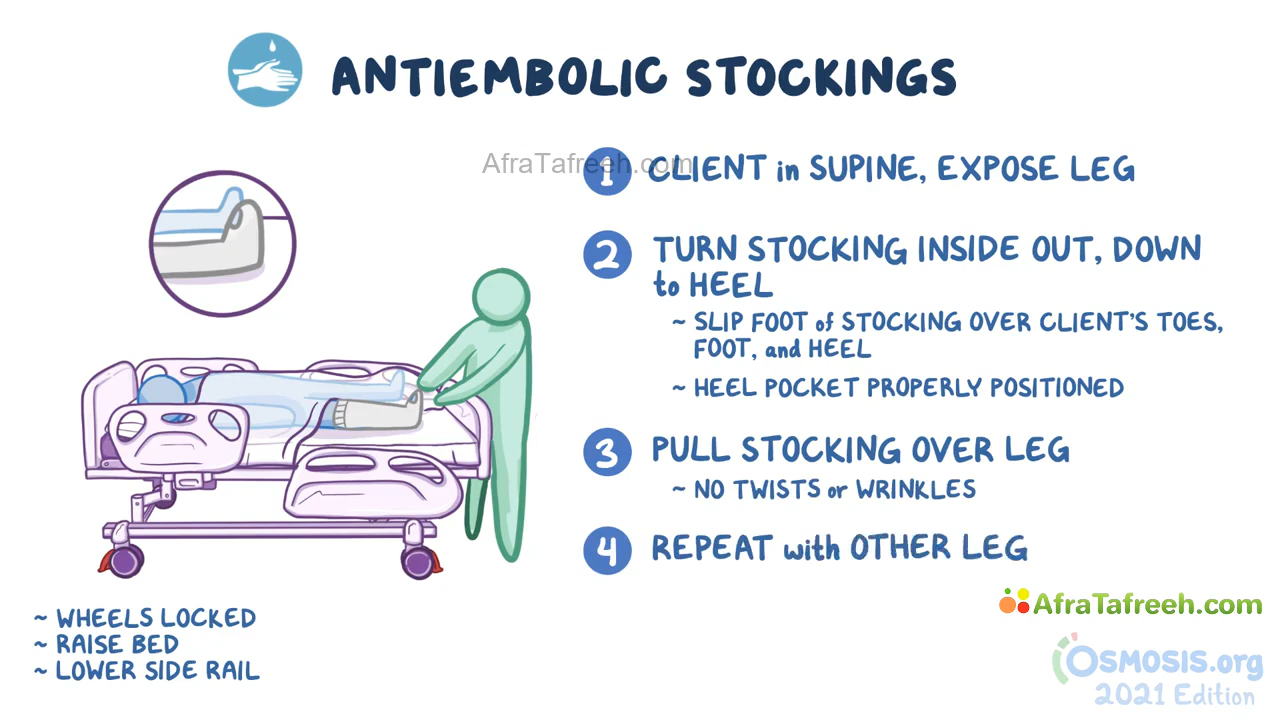 ANTIEMBOLIC STOCKINGS
AfraTafreeh.com
1 CLIENT in SUPINE, EXPOSE LEG
2 TURN STOCKING INSIDE OUT, DOWN
to HEEL
~ SLIP FOOT of STOCKING OVER CLIENT'S TOES,
FOOT, and HEEL
~ HEEL POCKET PROPERLY POSITIONED
3 PULL STOCKING OVER LEG
~ NO TWISTS or WRINKLES
4 REPEAT with OTHER LEG
~ WHEELS LOCKED
~ RAISE BED
~ LOWER SIDE RAIL
AfraTafreeh.com
OSMOSIS.org
2021 Edition